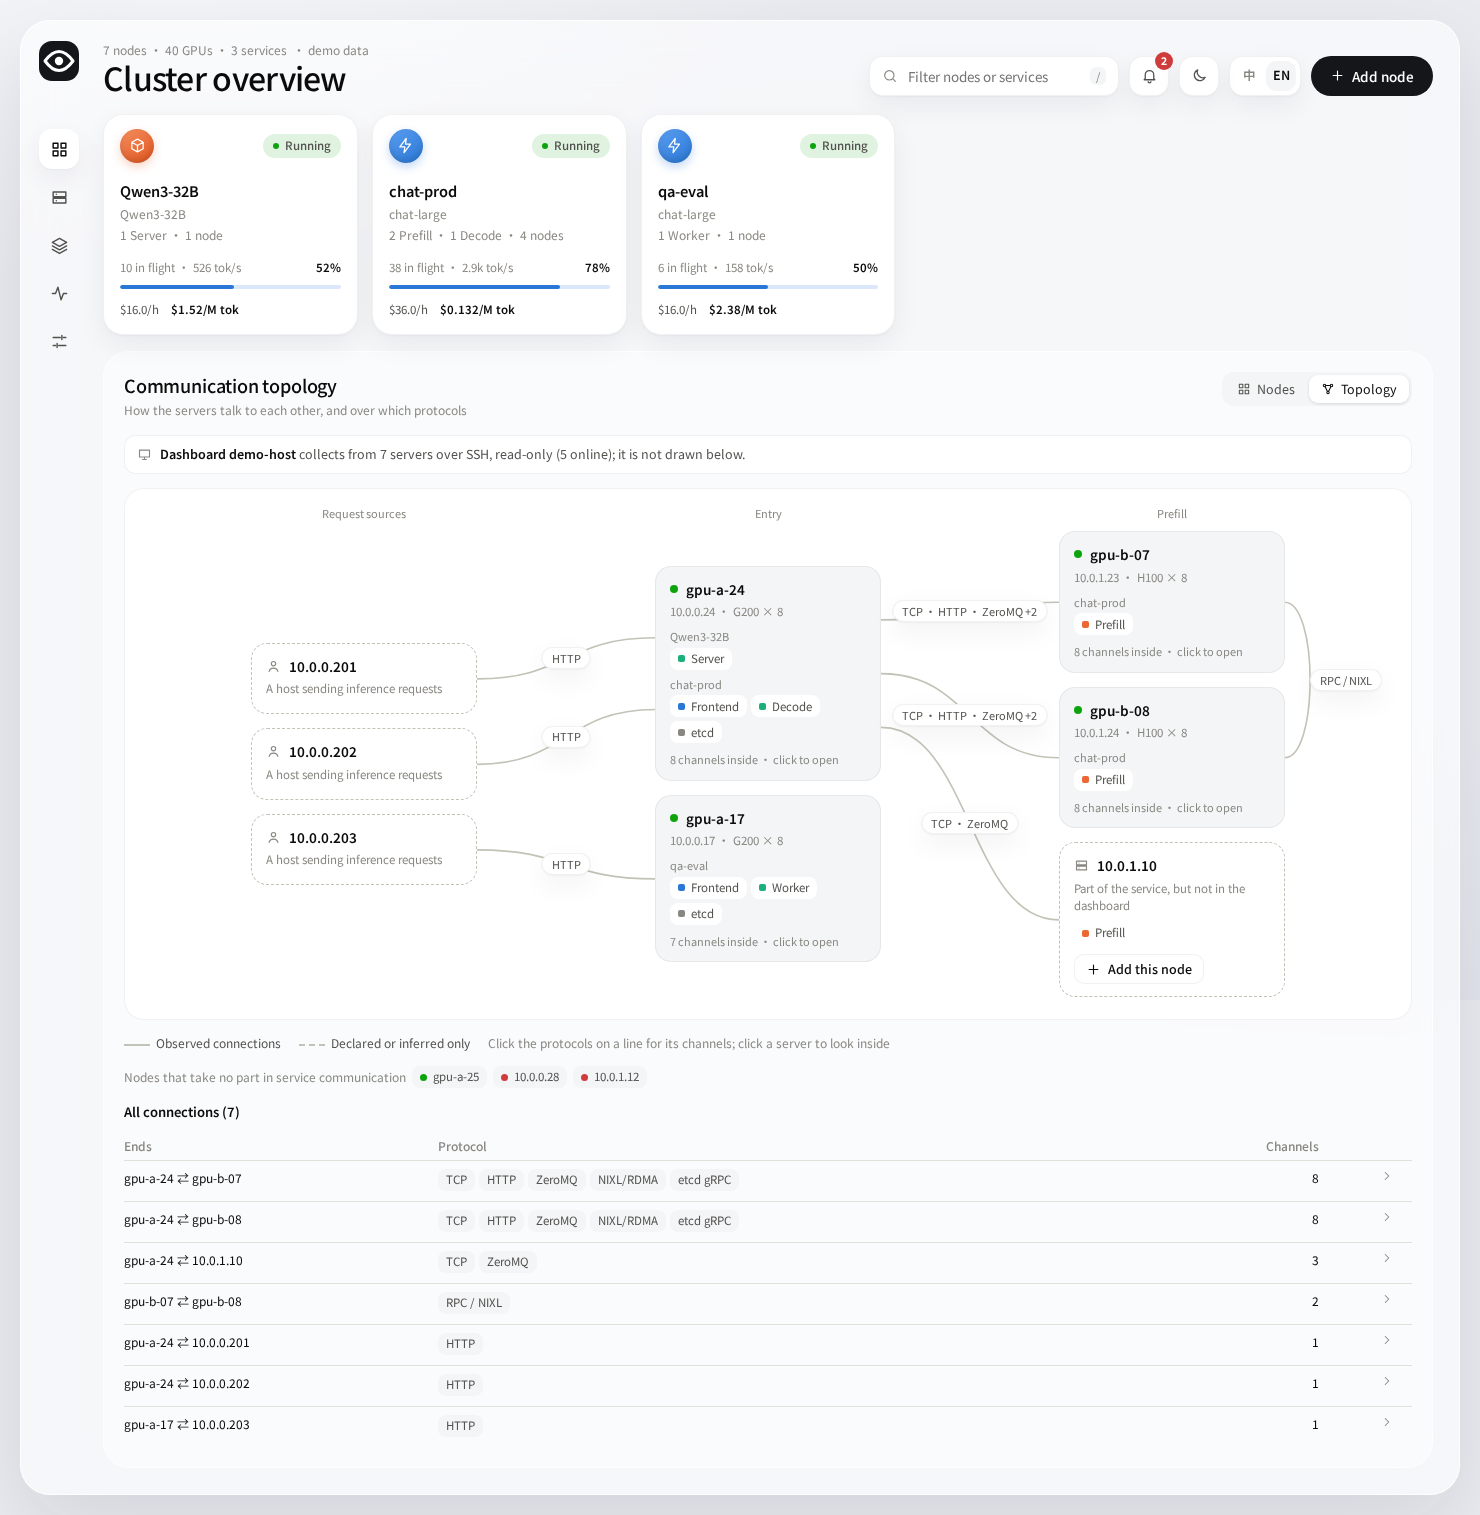 7 nodes • 40 GPUs • 3 services • demo data
Cluster overview
Filter nodes or services /
2
中 EN
+ Add node
Running
Qwen3-32B
Qwen3-32B
1 Server • 1 node
10 in flight • 526 tok/s 52%
$16.0/h $1.52/M tok
Running
chat-prod
chat-large
2 Prefill • 1 Decode • 4 nodes
38 in flight • 2.9k tok/s 78%
$36.0/h $0.132/M tok
Running
qa-eval
chat-large
1 Worker • 1 node
6 in flight • 158 tok/s 50%
$16.0/h $2.38/M tok
Communication topology
How the servers talk to each other, and over which protocols
Nodes Topology
Dashboard demo-host collects from 7 servers over SSH, read-only (5 online); it is not drawn below.
Request sources
10.0.0.201
A host sending inference requests
10.0.0.202
A host sending inference requests
10.0.0.203
A host sending inference requests
HTTP
HTTP
HTTP
Entry
gpu-a-24
10.0.0.24 • G200 × 8
Qwen3-32B
Server
chat-prod
Frontend Decode
etcd
8 channels inside • click to open
gpu-a-17
10.0.0.17 • G200 × 8
qa-eval
Frontend Worker
etcd
7 channels inside • click to open
TCP • HTTP • ZeroMQ +2
TCP • HTTP • ZeroMQ +2
TCP • ZeroMQ
Prefill
gpu-b-07
10.0.1.23 • H100 × 8
chat-prod
Prefill
8 channels inside • click to open
gpu-b-08
10.0.1.24 • H100 × 8
chat-prod
Prefill
8 channels inside • click to open
10.0.1.10
Part of the service, but not in the
dashboard
Prefill
+ Add this node
RPC / NIXL
Observed connections Declared or inferred only Click the protocols on a line for its channels; click a server to look inside
Nodes that take no part in service communication gpu-a-25 10.0.0.28 10.0.1.12
All connections (7)
Ends Protocol Channels
gpu-a-24 ⇄ gpu-b-07 TCP HTTP ZeroMQ NIXL/RDMA etcd gRPC 8
gpu-a-24 ⇄ gpu-b-08 TCP HTTP ZeroMQ NIXL/RDMA etcd gRPC 8
gpu-a-24 ⇄ 10.0.1.10 TCP ZeroMQ 3
gpu-b-07 ⇄ gpu-b-08 RPC / NIXL 2
gpu-a-24 ⇄ 10.0.0.201 HTTP 1
gpu-a-24 ⇄ 10.0.0.202 HTTP 1
gpu-a-17 ⇄ 10.0.0.203 HTTP 1